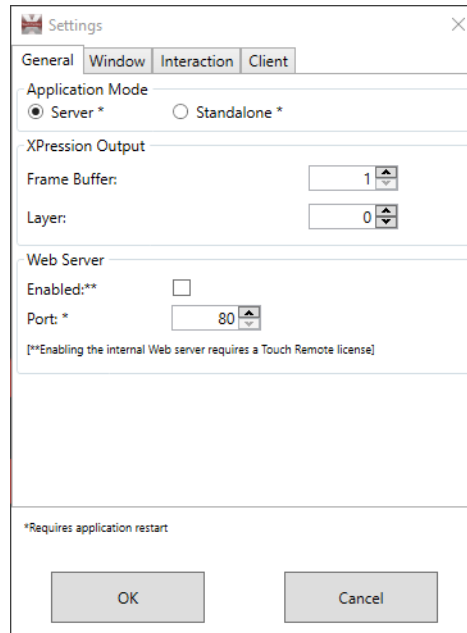 Settings
General Window Interaction Client
Application Mode
Server * Standalone *
XPression Output
Frame Buffer: 1
Layer: 0
Web Server
Enabled:**
Port: * 80
[**Enabling the internal Web server requires a Touch Remote license]
*Requires application restart
OK Cancel